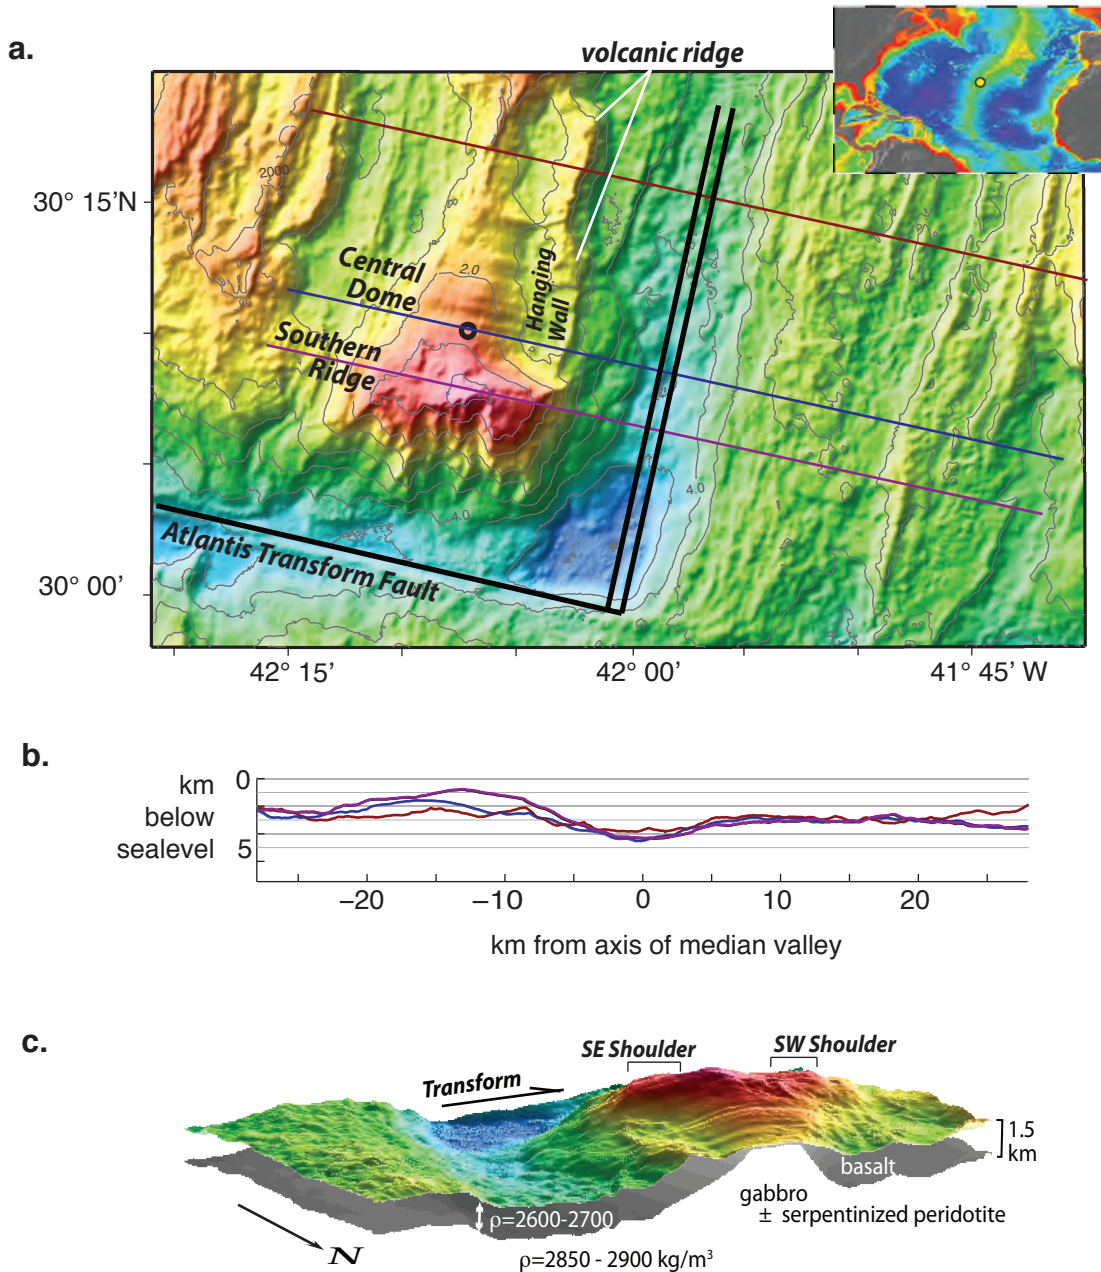 a.
volcanic ridge
2000
30° 15'N
Central
Dome
2.0
Hanging
Wall
Southern
Ridge
4.0
4.0
Atlantis Transform Fault
30° 00'
42° 15'
42° 00'
41° 45' W
b.
km
below
sealevel
0
5
−20
−10
0
10
20
km from axis of median valley
c.
SE Shoulder
SW Shoulder
Transform
1.5
km
basalt
gabbro
± serpentinized peridotite
ρ=2600-2700
ρ=2850 - 2900 kg/m³
N